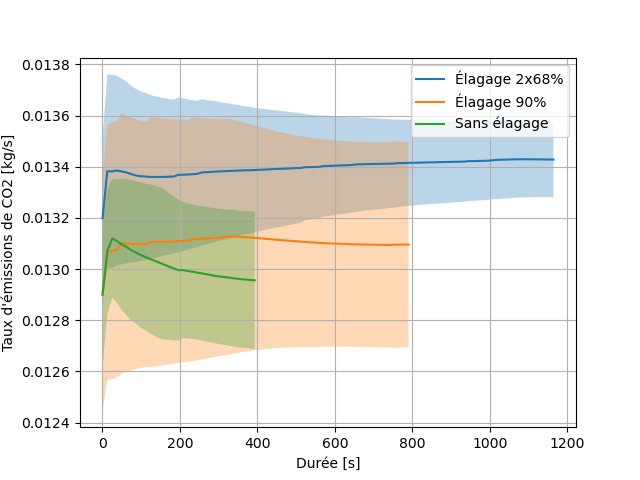 0.0138
0.0136
0.0134
0.0132
0.0130
0.0128
0.0126
0.0124
Taux d'émissions de CO2 [kg/s]
Élagage 2x68%
Élagage 90%
Sans élagage
0 200 400 600 800 1000 1200
Durée [s]